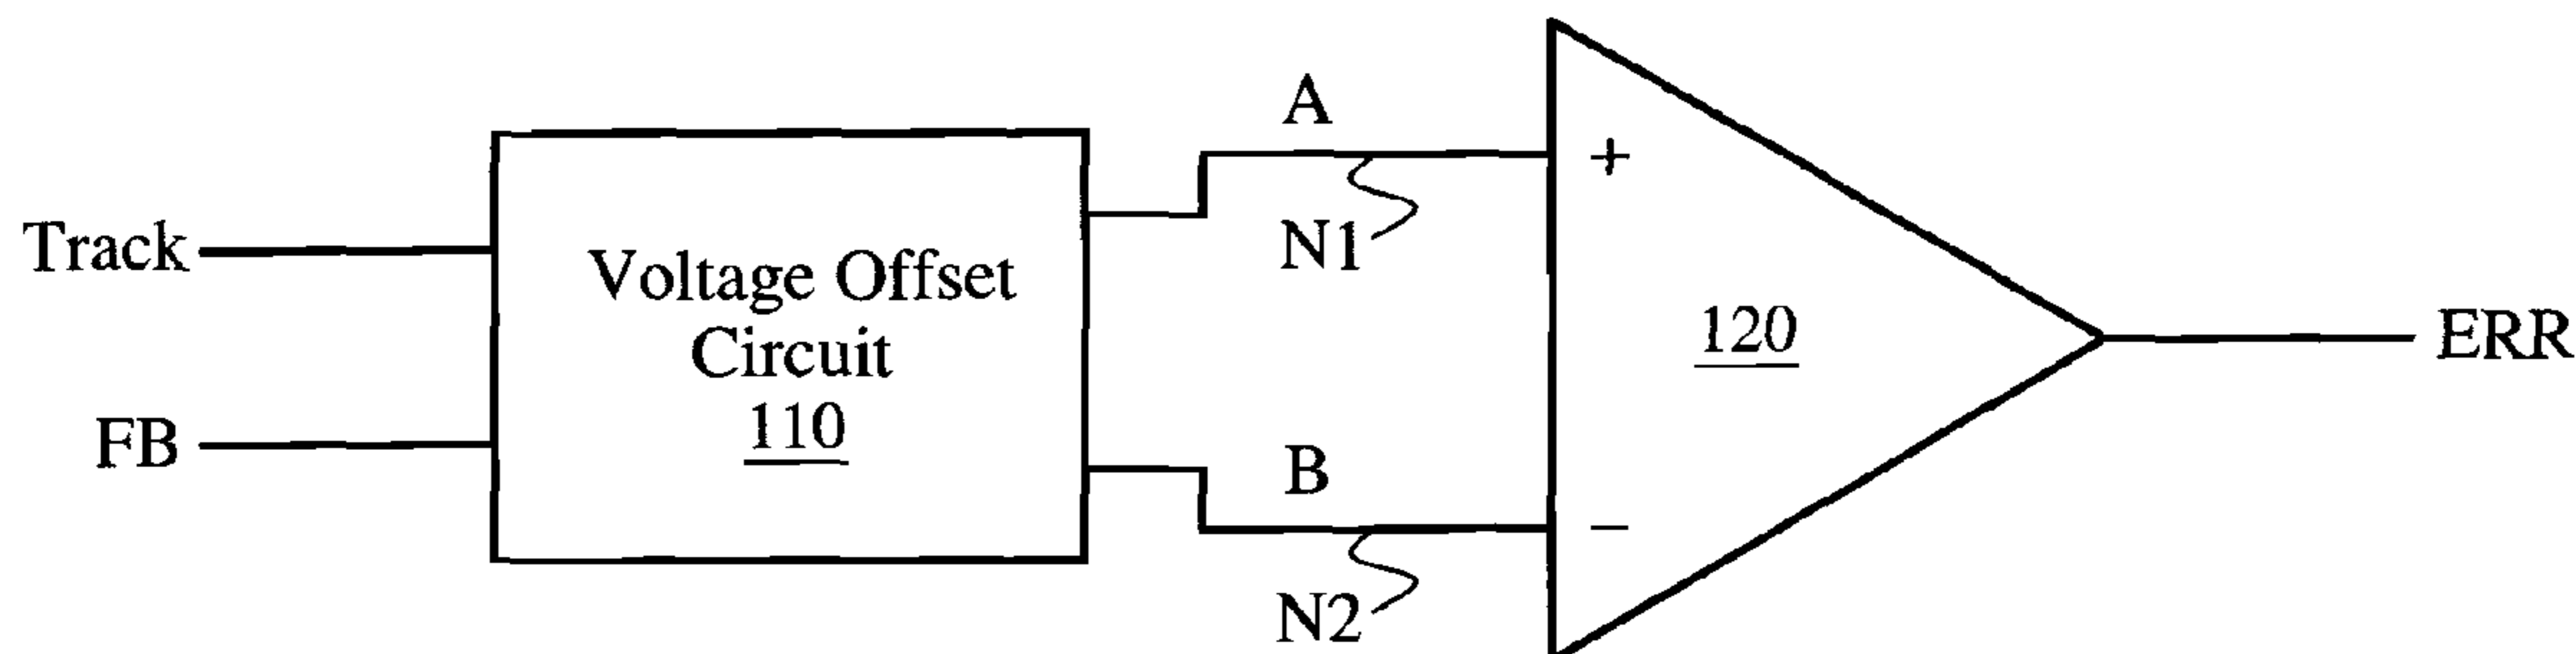 Track
FB
Voltage Offset
Circuit
110
A
N1
B
N2
+
−
120
ERR